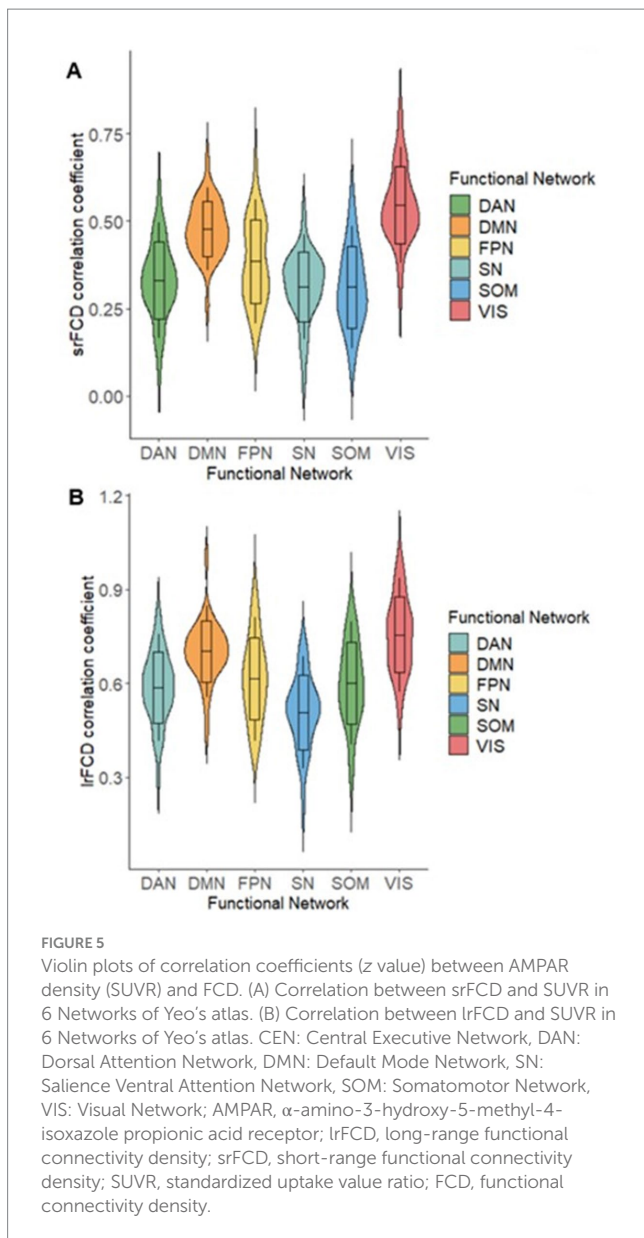 A
srFCD correlation coefficient
0.75
0.50
0.25
0.00
DAN DMN FPN SN SOM VIS
Functional Network
Functional Network
DAN
DMN
FPN
SN
SOM
VIS
B
lrFCD correlation coefficient
1.2
0.9
0.6
0.3
DAN DMN FPN SN SOM VIS
Functional Network
Functional Network
DAN
DMN
FPN
SN
SOM
VIS
FIGURE 5
Violin plots of correlation coefficients (z value) between AMPAR
density (SUVR) and FCD. (A) Correlation between srFCD and SUVR in
6 Networks of Yeo’s atlas. (B) Correlation between lrFCD and SUVR in
6 Networks of Yeo’s atlas. CEN: Central Executive Network, DAN:
Dorsal Attention Network, DMN: Default Mode Network, SN:
Salience Ventral Attention Network, SOM: Somatomotor Network,
VIS: Visual Network; AMPAR, α-amino-3-hydroxy-5-methyl-4-
isoxazole propionic acid receptor; lrFCD, long-range functional
connectivity density; srFCD, short-range functional connectivity
density; SUVR, standardized uptake value ratio; FCD, functional
connectivity density.